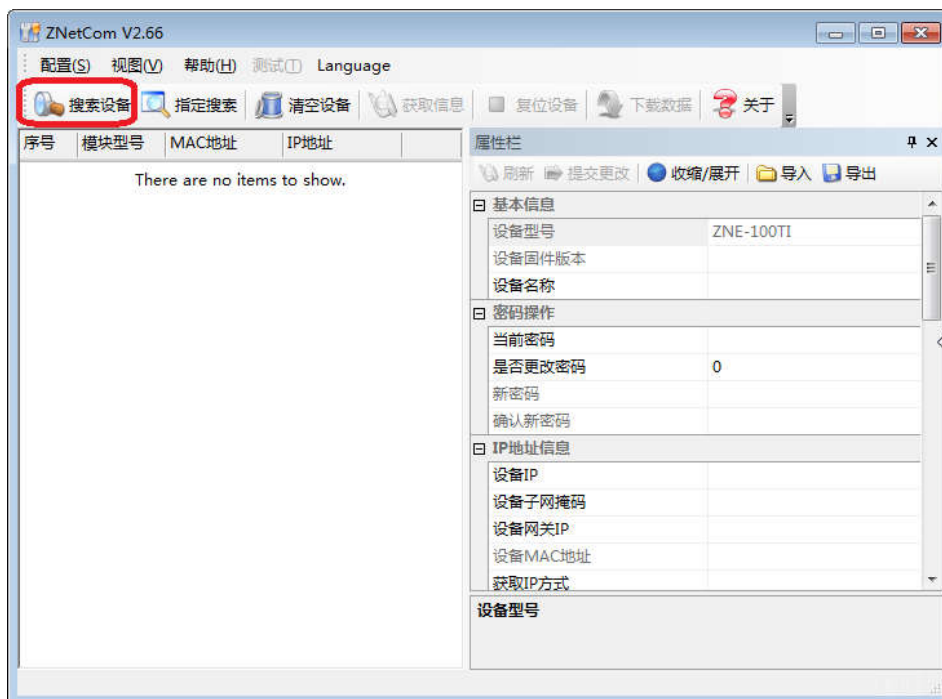 ZNetCom V2.66
配置(S) 视图(V) 帮助(H) 测试(T) Language
搜索设备 指定搜索 清空设备 获取信息 复位设备 下载数据 关于
序号 模块型号 MAC地址 IP地址
There are no items to show.
属性栏
刷新 提交更改 收缩/展开 导入 导出
基本信息
设备型号 ZNE-100TI
设备固件版本
设备名称
密码操作
当前密码
是否更改密码 0
新密码
确认新密码
IP地址信息
设备IP
设备子网掩码
设备网关IP
设备MAC地址
获取IP方式
设备型号